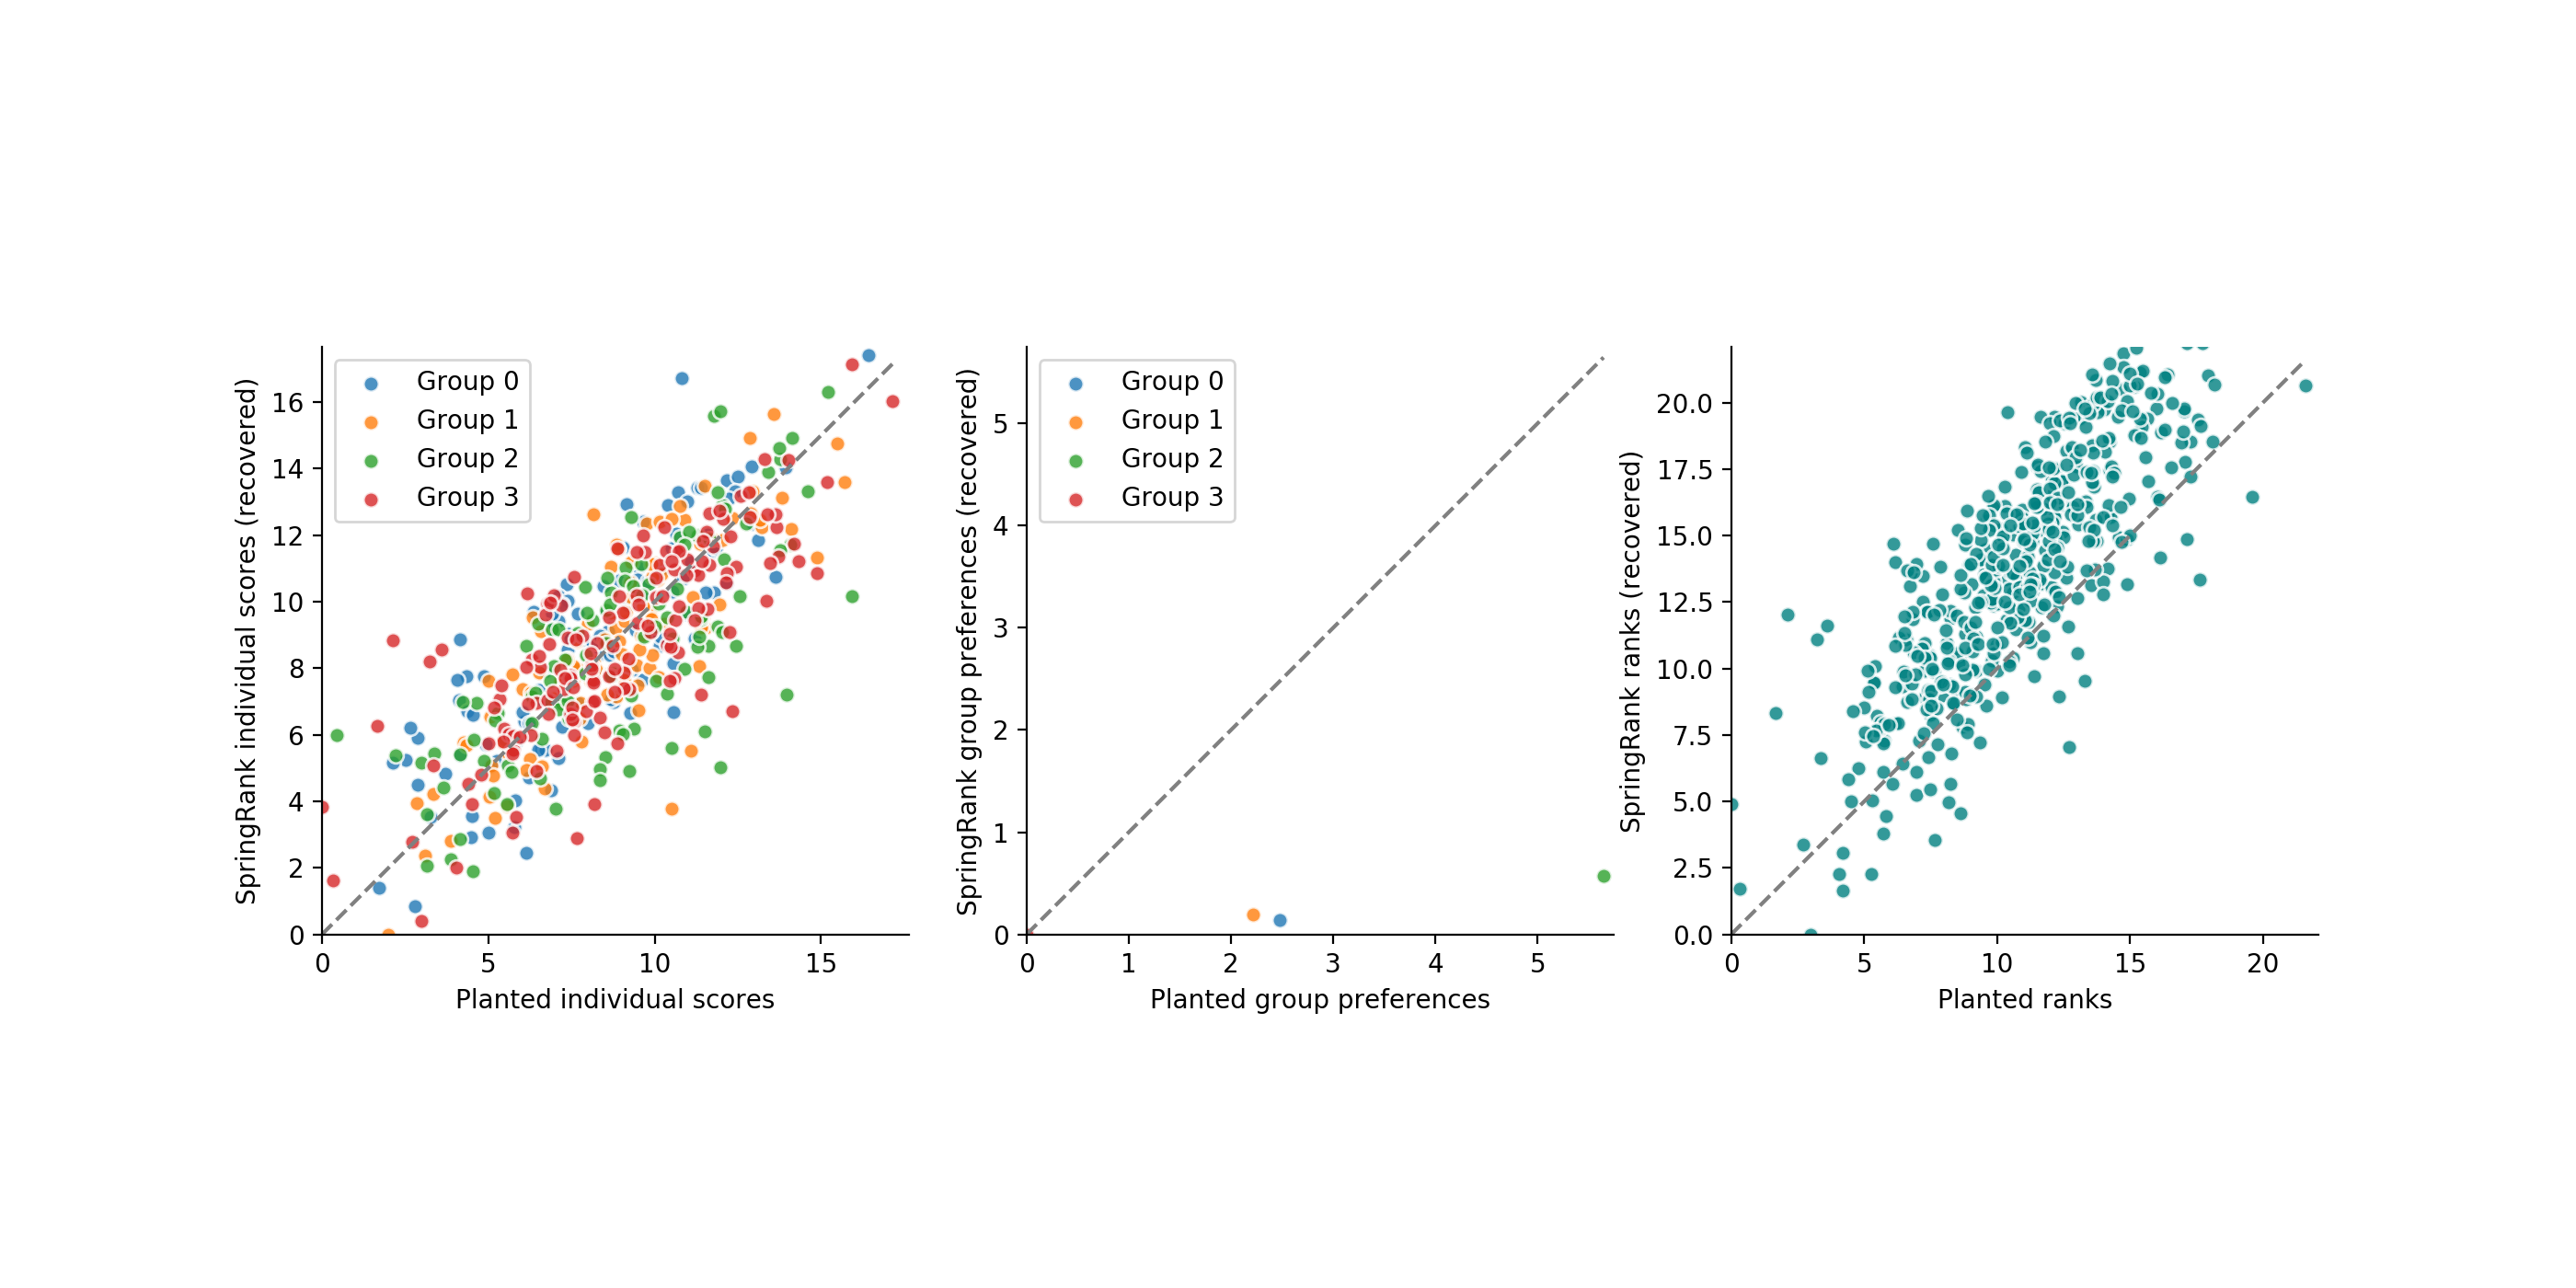 SpringRank individual scores (recovered)
16
14
12
10
8
6
4
2
0
Group 0
Group 1
Group 2
Group 3
0 5 10 15
Planted individual scores
SpringRank group preferences (recovered)
5
4
3
2
1
0
Group 0
Group 1
Group 2
Group 3
0 1 2 3 4 5
Planted group preferences
SpringRank ranks (recovered)
20.0
17.5
15.0
12.5
10.0
7.5
5.0
2.5
0.0
0 5 10 15 20
Planted ranks